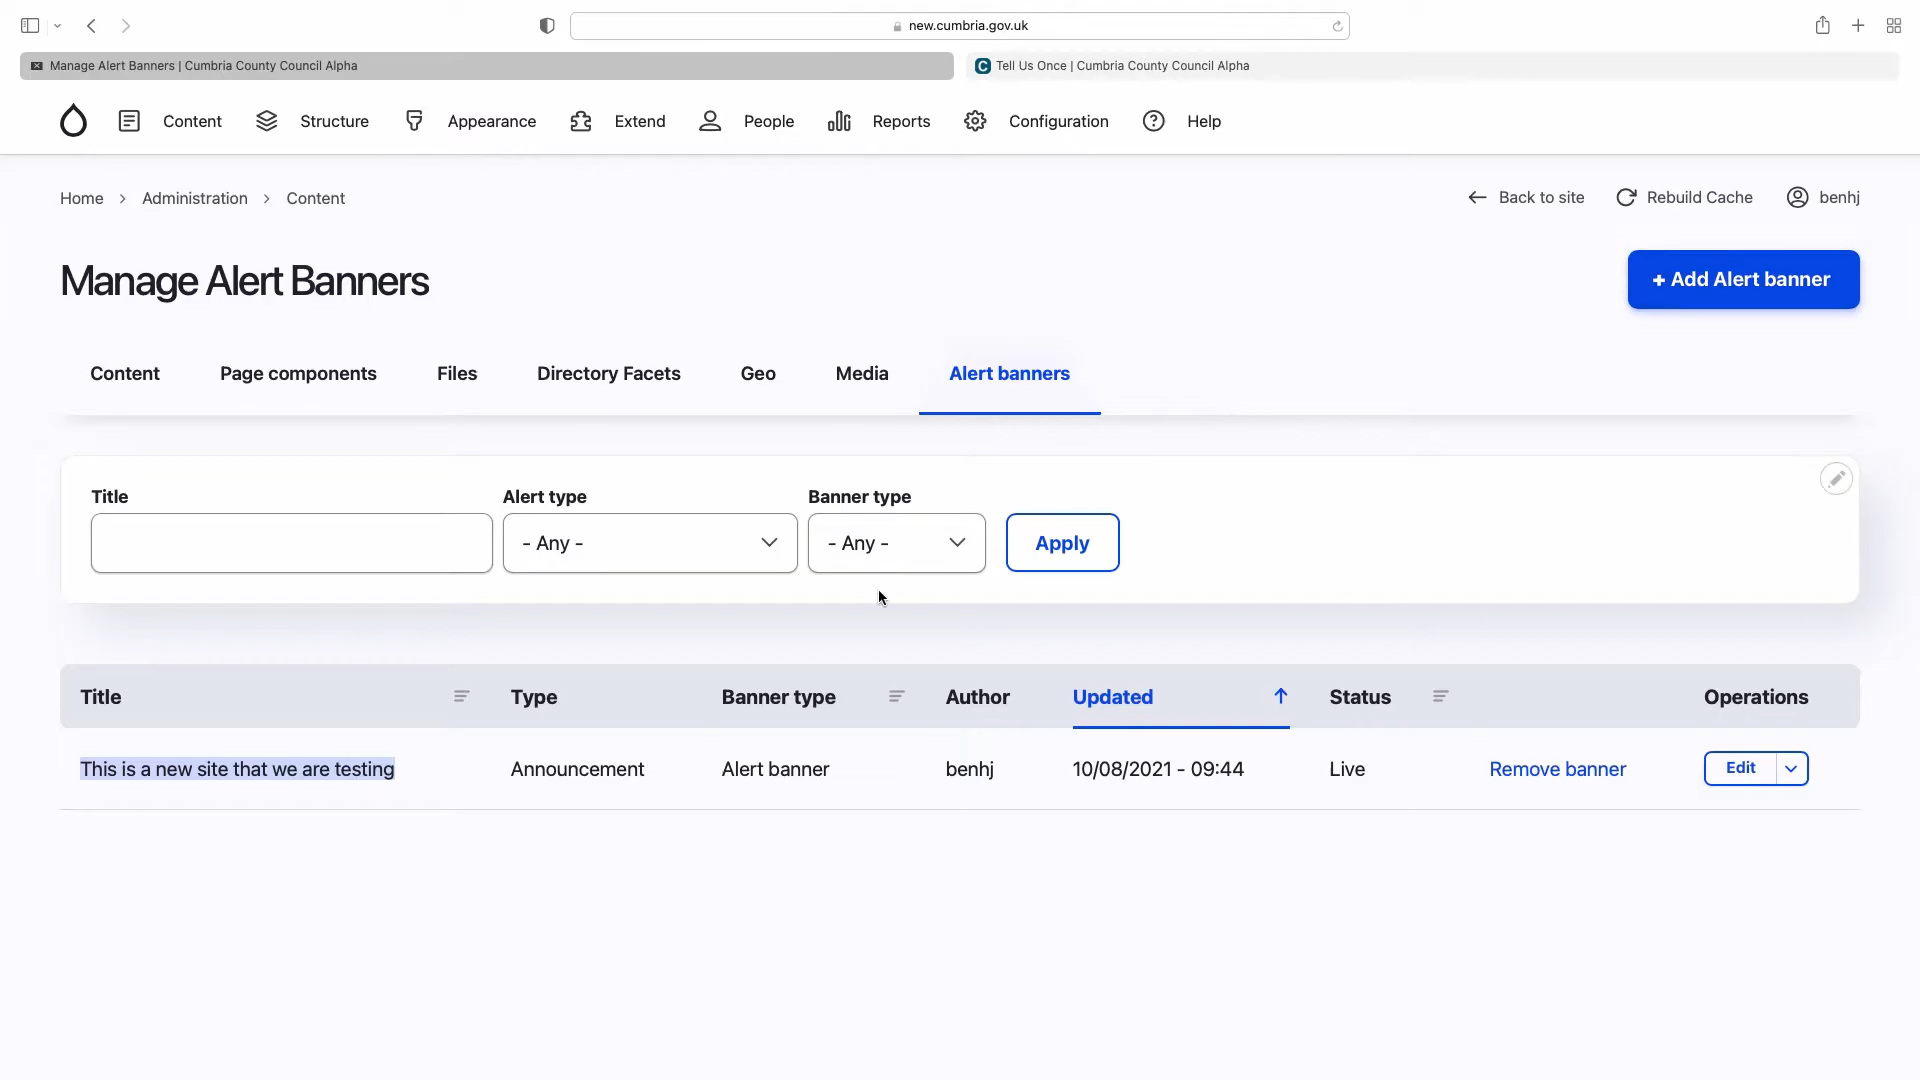 new.cumbria.gov.uk
Manage Alert Banners | Cumbria County Council Alpha
C Tell Us Once | Cumbria County Council Alpha
Content Structure Appearance Extend People Reports Configuration Help
Home > Administration > Content
Back to site Rebuild Cache benhj
Manage Alert Banners
+ Add Alert banner
Content Page components Files Directory Facets Geo Media Alert banners
Title Alert type Banner type
- Any - - Any - Apply
Title Type Banner type Author Updated Status Operations
This is a new site that we are testing Announcement Alert banner benhj 10/08/2021 - 09:44 Live Remove banner Edit